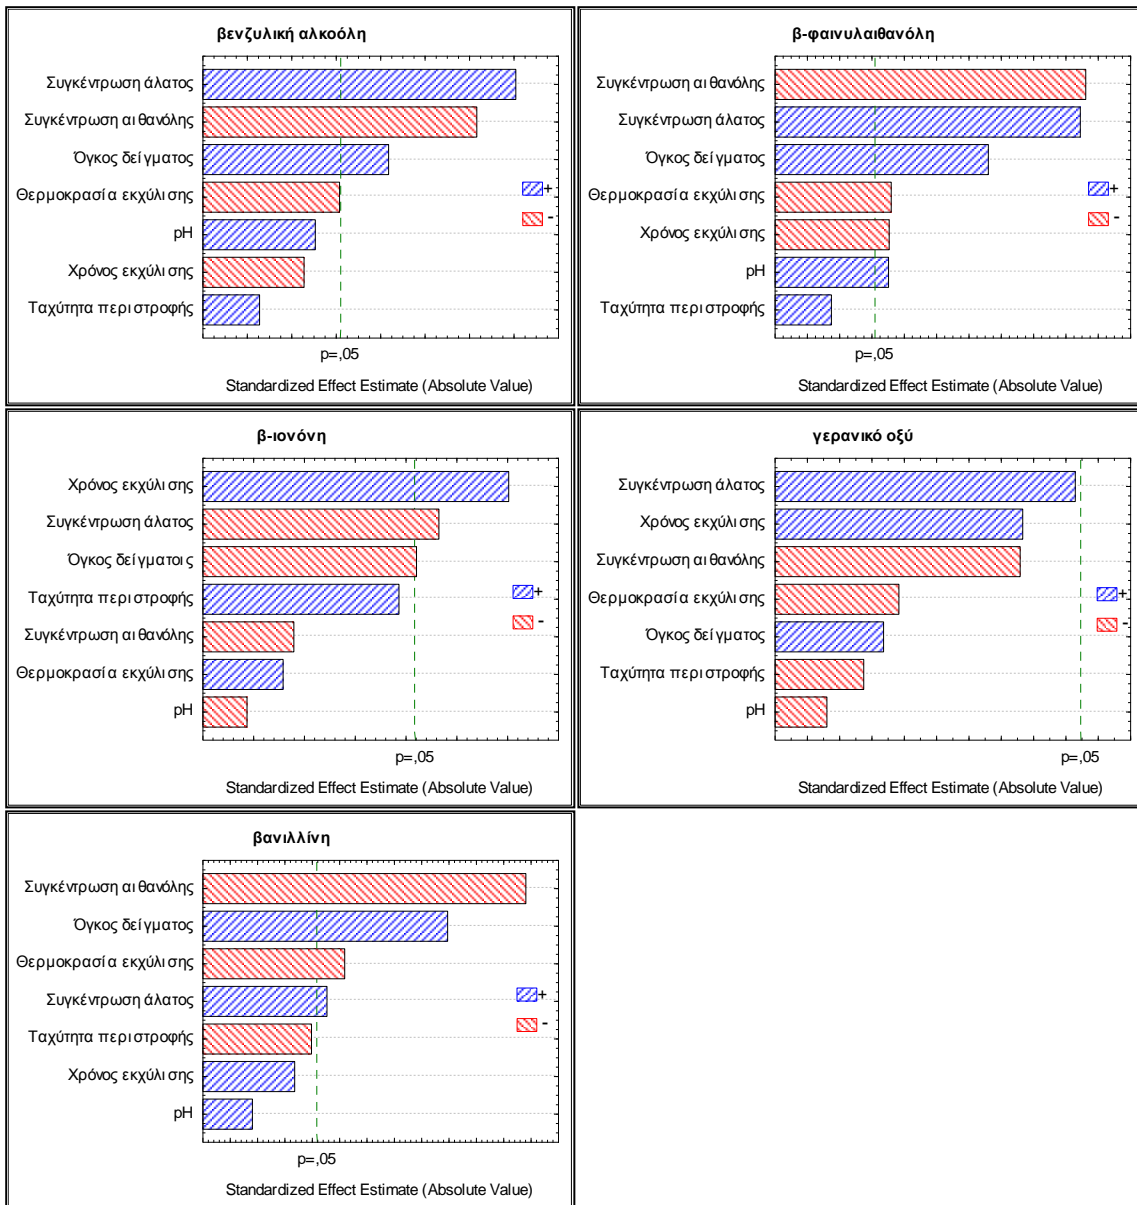 βενζυλική αλκοόλη
Συγκέντρωση άλατος
Συγκέντρωση αιθανόλης
Όγκος δείγματος
Θερμοκρασία εκχύλισης
pH
Χρόνος εκχύλισης
Ταχύτητα περιστροφής
+
-
p=,05
Standardized Effect Estimate (Absolute Value)
β-φαινυλαιθανόλη
Συγκέντρωση αιθανόλης
Συγκέντρωση άλατος
Όγκος δείγματος
Θερμοκρασία εκχύλισης
Χρόνος εκχύλισης
pH
Ταχύτητα περιστροφής
+
-
p=,05
Standardized Effect Estimate (Absolute Value)
β-ιονόνη
Χρόνος εκχύλισης
Συγκέντρωση άλατος
Όγκος δείγματοις
Ταχύτητα περιστροφής
Συγκέντρωση αιθανόλης
Θερμοκρασία εκχύλισης
pH
+
-
p=,05
Standardized Effect Estimate (Absolute Value)
γερανικο οξύ
Συγκέντρωση άλατος
Χρόνος εκχύλισης
Συγκέντρωση αιθανόλης
Θερμοκρασία εκχύλισης
Όγκος δείγματος
Ταχύτητα περιστροφής
pH
+
-
p=,05
Standardized Effect Estimate (Absolute Value)
βανιλλίνη
Συγκέντρωση αιθανόλης
Όγκος δείγματος
Θερμοκρασία εκχύλισης
Συγκέντρωση άλατος
Ταχύτητα περιστροφής
Χρόνος εκχύλισης
pH
+
-
p=,05
Standardized Effect Estimate (Absolute Value)